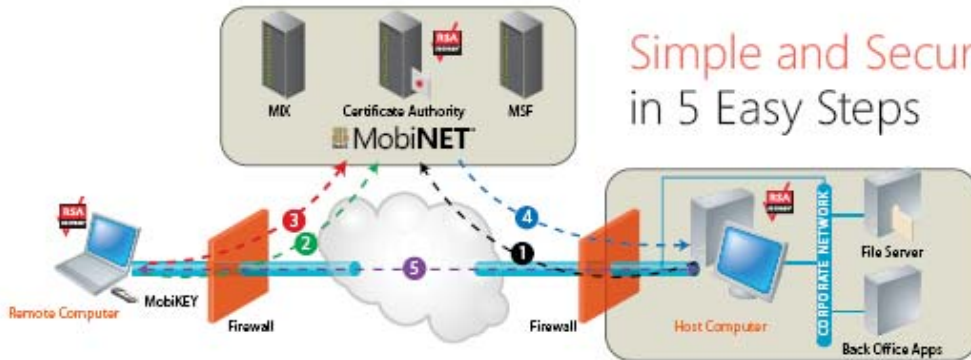 Simple and Secur
in 5 Easy Steps
RSA
MIX
Certificate Authority
MSF
MobiNET
RSA
3
2
4
1
5
RSA
CORPORATE NETWORK
File Server
MobiKEY
Remote Computer
Firewall
Firewall
Host Computer
Back Office Apps